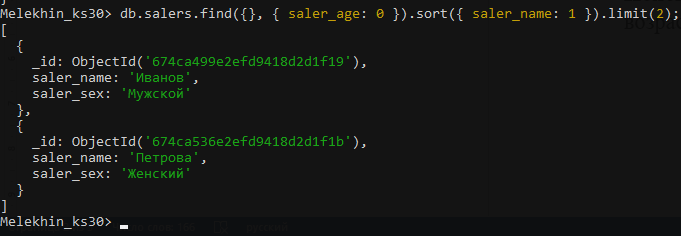 Melekhin_ks30> db.salers.find({}, { saler_age: 0 }).sort({ saler_name: 1 }).limit(2);
[
  {
    _id: ObjectId('674ca499e2efd9418d2d1f19'),
    saler_name: 'Иванов',
    saler_sex: 'Мужской'
  },
  {
    _id: ObjectId('674ca536e2efd9418d2d1f1b'),
    saler_name: 'Петрова',
    saler_sex: 'Женский'
  }
]
Melekhin_ks30>